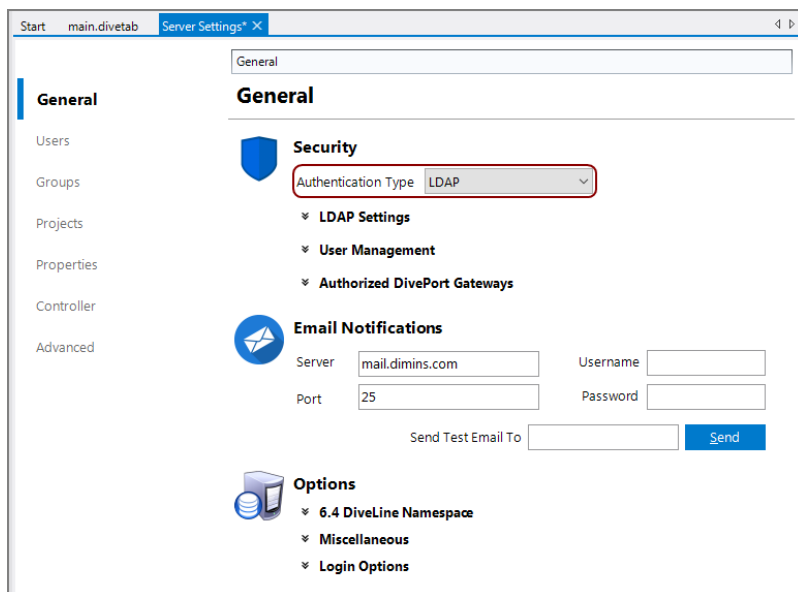 Start main.divetab Server Settings*
General
General
General
Users
Groups
Projects
Properties
Controller
Advanced
Security
Authentication Type LDAP
LDAP Settings
User Management
Authorized DivePort Gateways
Email Notifications
Server mail.dimins.com Username
Port 25 Password
Send Test Email To Send
Options
6.4 DiveLine Namespace
Miscellaneous
Login Options